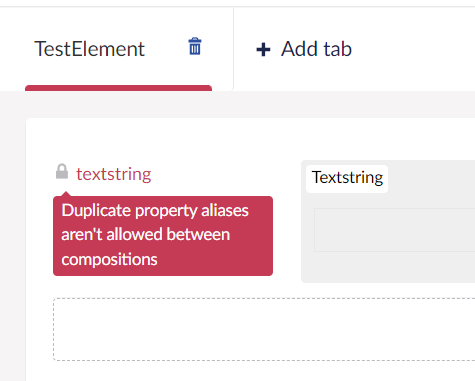 TestElement
Add tab
textstring
Textstring
Duplicate property aliases
aren't allowed between
compositions